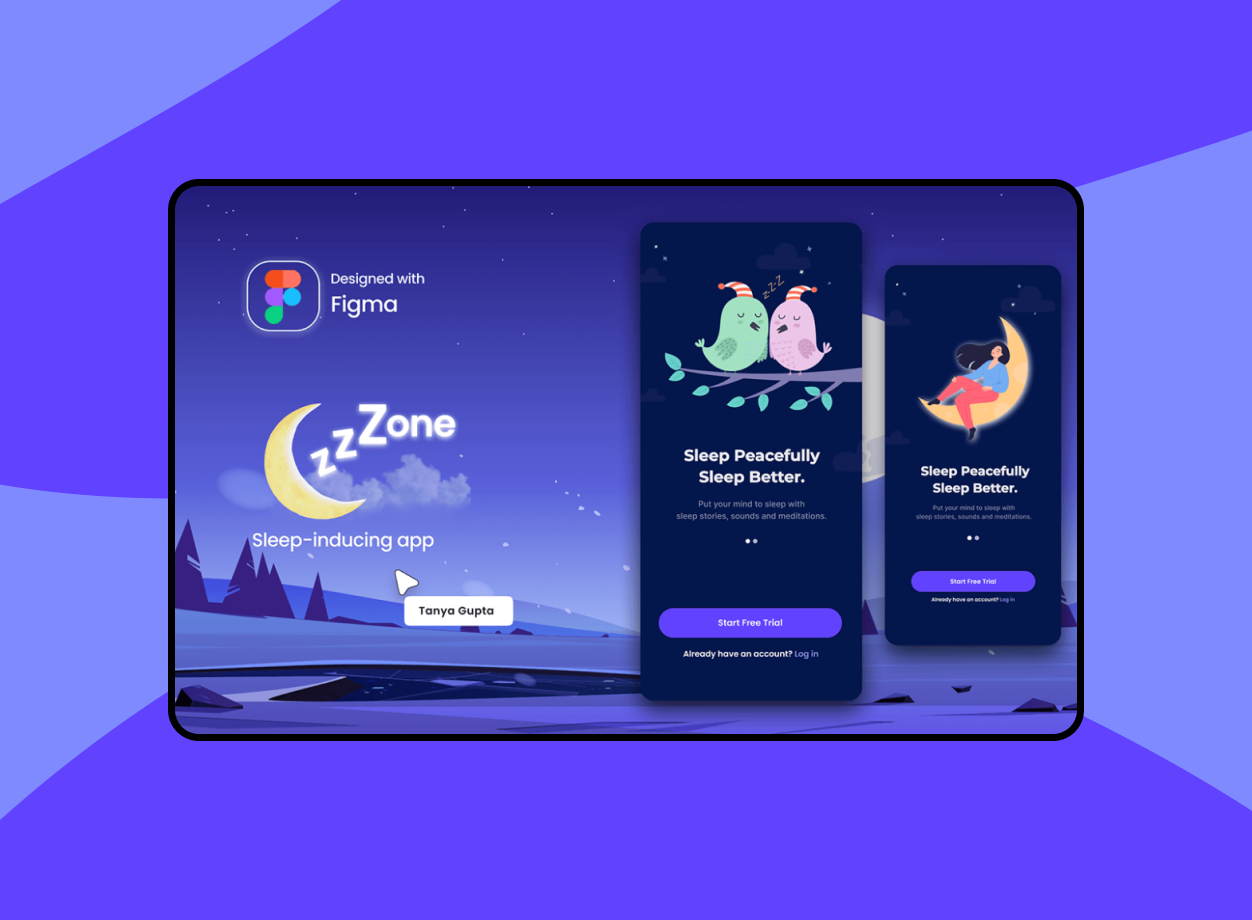 Designed with
Figma
zzZone
Sleep-inducing app
Tanya Gupta
zzzz
Sleep Peacefully
Sleep Better.
Put your mind to sleep with
sleep stories, sounds and meditations.
Start Free Trial
Already have an account? Log in
Sleep Peacefully
Sleep Better.
Put your mind to sleep with
sleep stories, sounds and meditations.
Start Free Trial
Already have an account? Log in